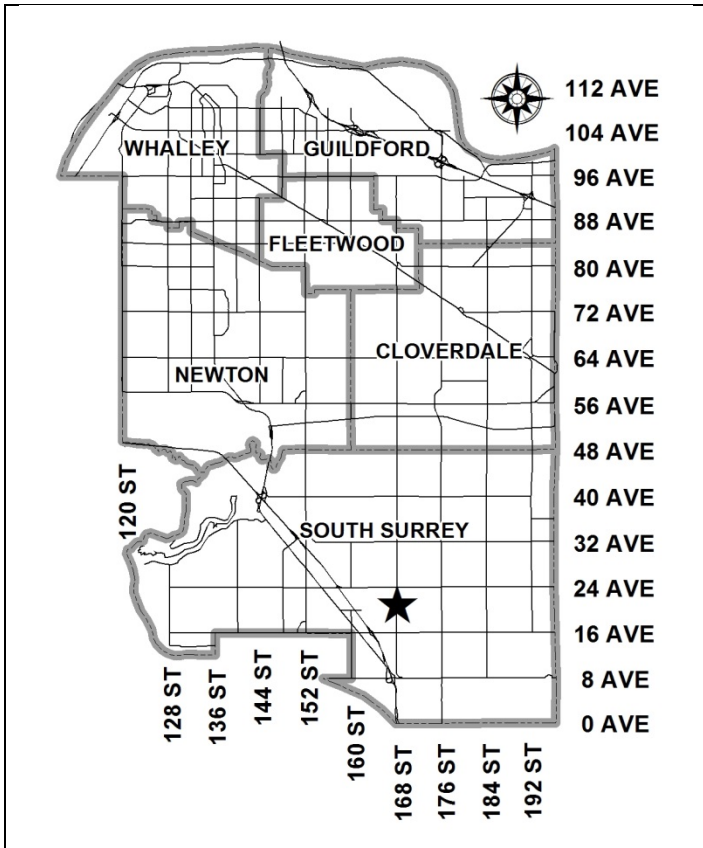 112 AVE
104 AVE
WHALLEY
GUILDFORD
96 AVE
88 AVE
FLEETWOOD
80 AVE
72 AVE
CLOVERDALE
64 AVE
NEWTON
56 AVE
48 AVE
120 ST
40 AVE
SOUTH SURREY
32 AVE
24 AVE
16 AVE
8 AVE
0 AVE
128 ST
136 ST
144 ST
152 ST
160 ST
168 ST
176 ST
184 ST
192 ST